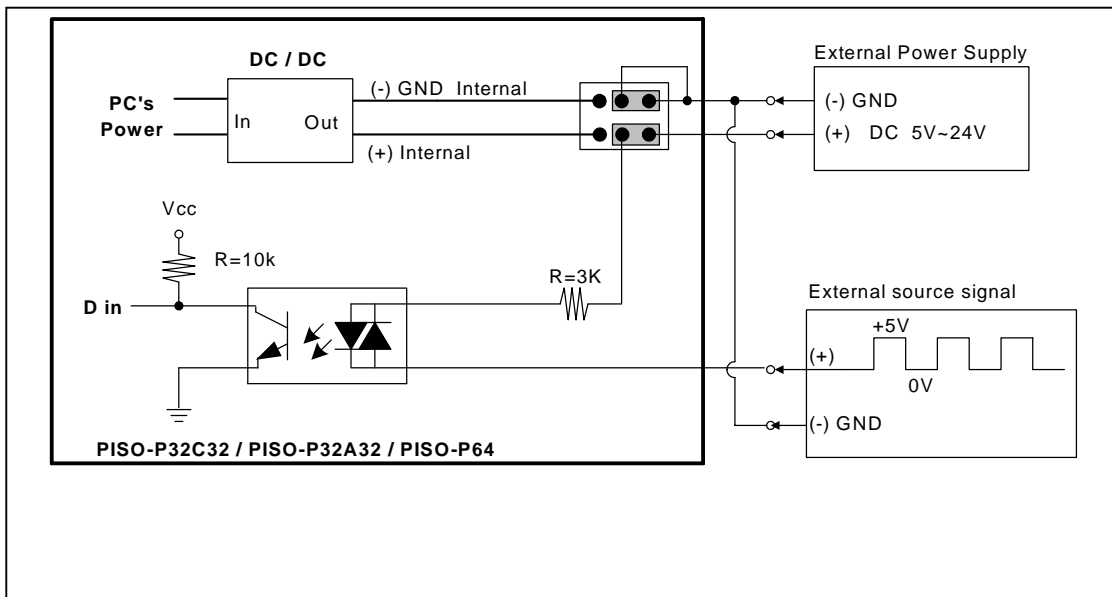 DC / DC
External Power Supply
(-) GND Internal
(-) GND
PC's
Power
In
Out
(+) DC 5V~24V
(+) Internal
Vcc
R=10k
R=3K
D in
External source signal
+5V
(+)
0V
(-) GND
PISO-P32C32 / PISO-P32A32 / PISO-P64